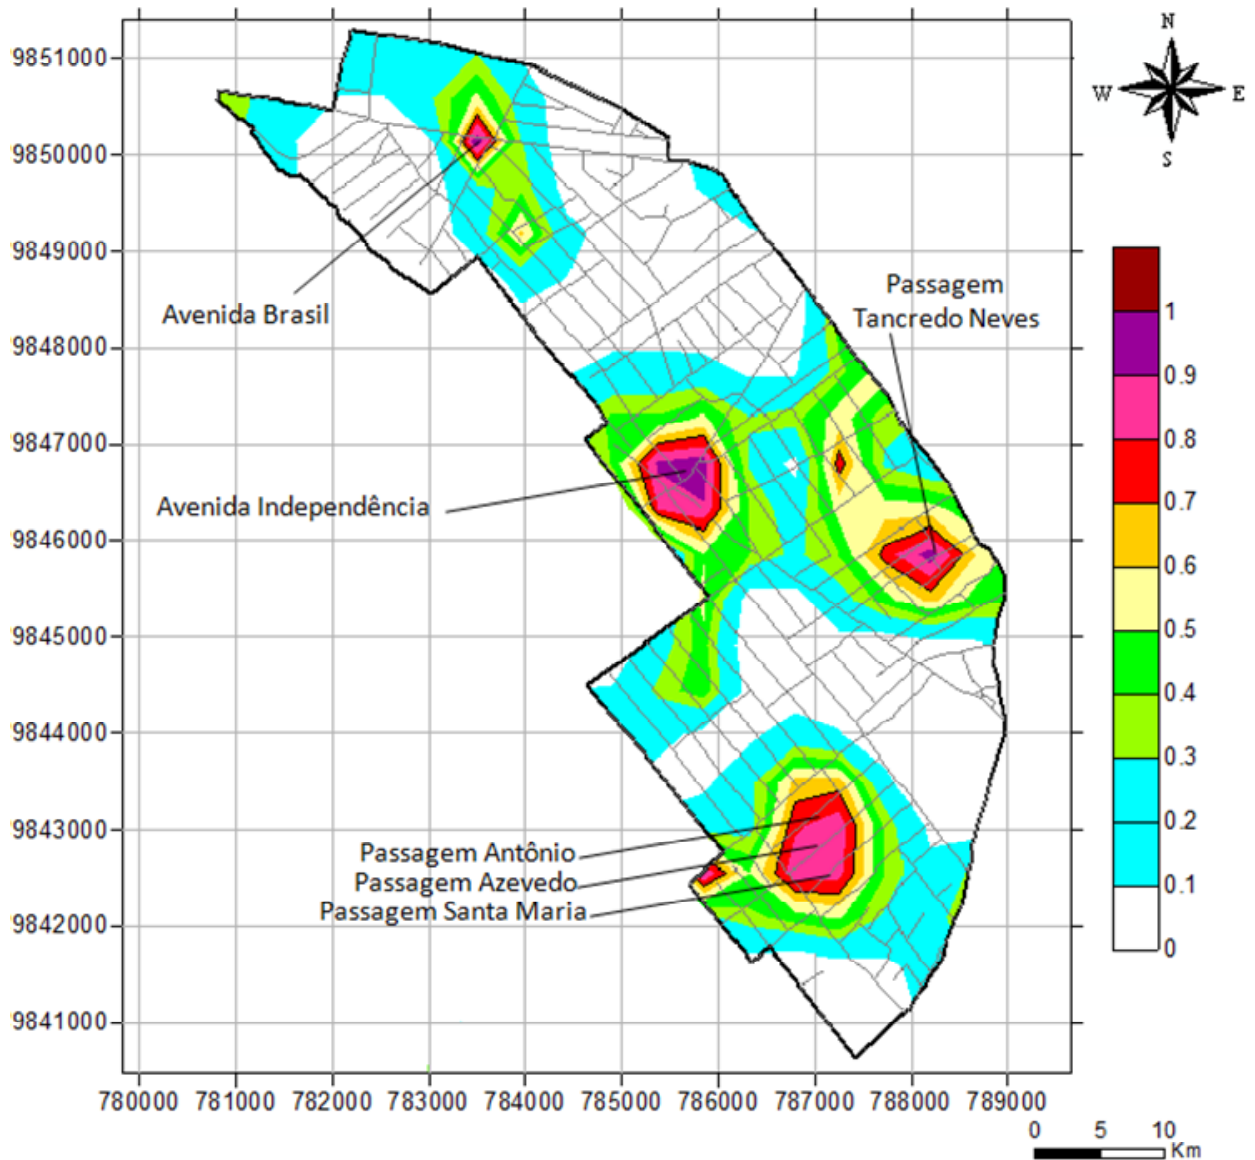 N
W E
S
9851000
9850000
9849000
9848000
9847000
9846000
9845000
9844000
9843000
9842000
9841000
Avenida Brasil
Passagem
Tancredo Neves
Avenida Independência
Passagem Antônio
Passagem Azevedo
Passagem Santa Maria
1
0.9
0.8
0.7
0.6
0.5
0.4
0.3
0.2
0.1
0
780000 781000 782000 783000 784000 785000 786000 787000 788000 789000
0 5 10
Km